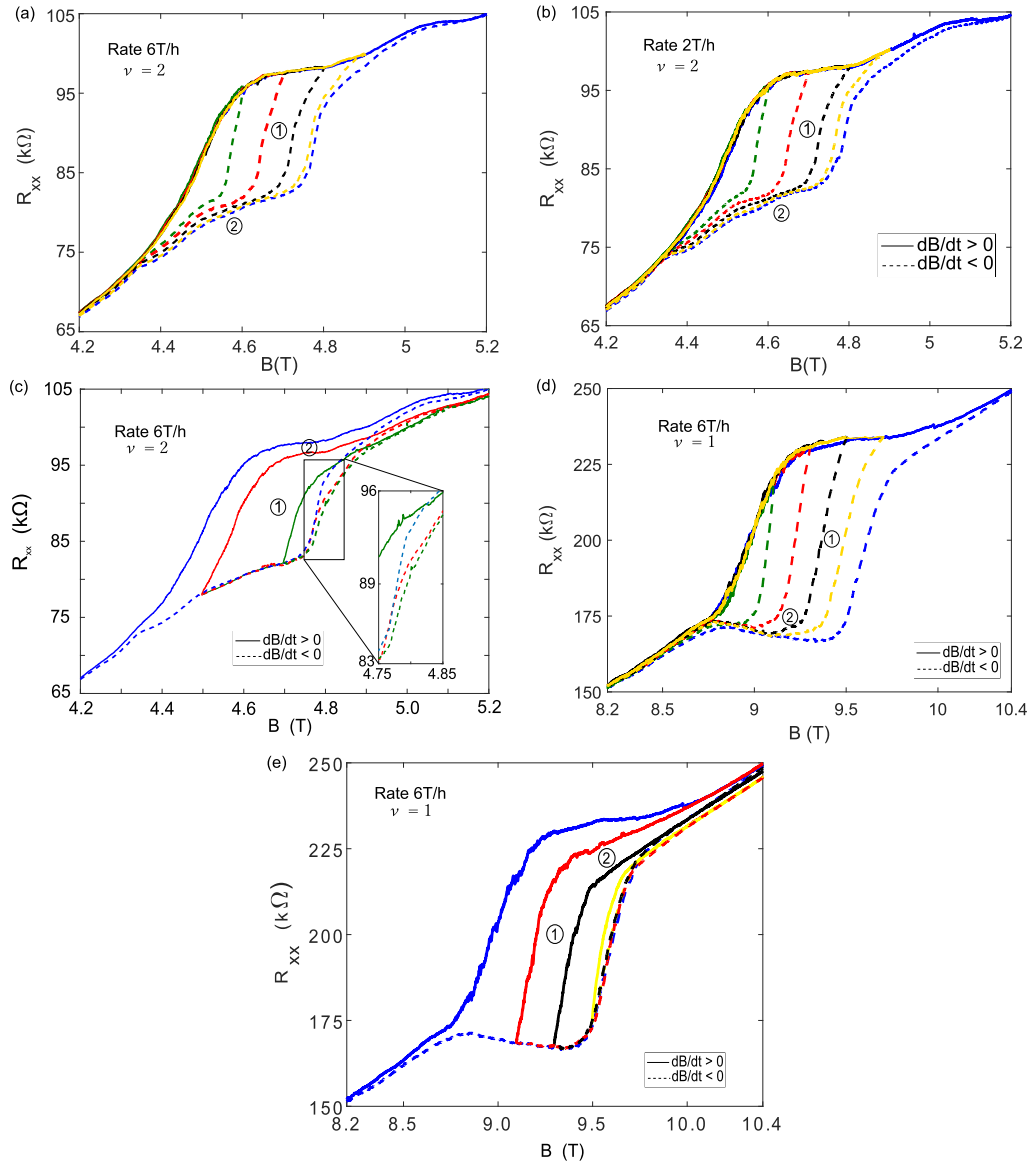 (a)
Rate 6T/h
ν = 2
①
②
105
95
85
75
65
R_xx (kΩ)
4.2 4.4 4.6 4.8 5 5.2
B(T)
(b)
Rate 2T/h
ν = 2
①
②
dB/dt > 0
dB/dt < 0
105
95
85
75
65
R_xx (kΩ)
4.2 4.4 4.6 4.8 5 5.2
B(T)
(c)
Rate 6T/h
ν = 2
②
①
96
89
83
4.75 4.85
dB/dt > 0
dB/dt < 0
105
95
85
75
65
R_xx (kΩ)
4.2 4.4 4.6 4.8 5.0 5.2
B (T)
(d)
Rate 6T/h
ν = 1
①
②
dB/dt > 0
dB/dt < 0
250
225
200
175
150
R_xx (kΩ)
8.2 8.5 9 9.5 10 10.4
B (T)
(e)
Rate 6T/h
ν = 1
②
①
dB/dt > 0
dB/dt < 0
250
225
200
175
150
R_xx (kΩ)
8.2 8.5 9.0 9.5 10.0 10.4
B (T)